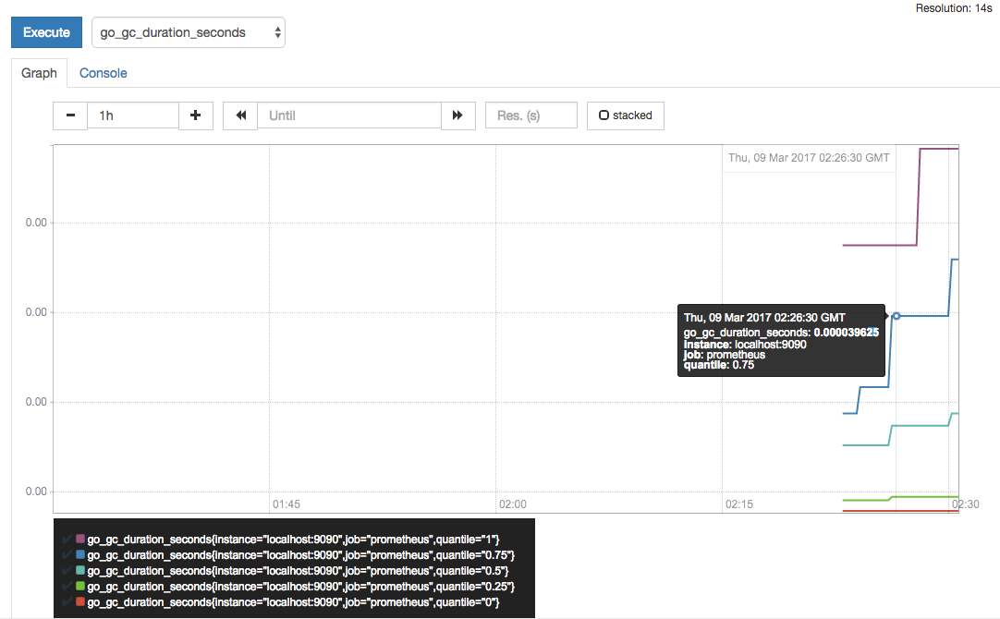 Resolution: 14s
Execute go_gc_duration_seconds
Graph Console
1h Until Res. (s) stacked
Thu, 09 Mar 2017 02:26:30 GMT
0.00
0.00
Thu, 09 Mar 2017 02:26:30 GMT
go_gc_duration_seconds: 0.000039625
instance: localhost:9090
job: prometheus
quantile: 0.75
0.00
0.00
01:45 02:00 02:15 02:30
go_gc_duration_seconds{instance="localhost:9090",job="prometheus",quantile="1"}
go_gc_duration_seconds{instance="localhost:9090",job="prometheus",quantile="0.75"}
go_gc_duration_seconds{instance="localhost:9090",job="prometheus",quantile="0.5"}
go_gc_duration_seconds{instance="localhost:9090",job="prometheus",quantile="0.25"}
go_gc_duration_seconds{instance="localhost:9090",job="prometheus",quantile="0"}